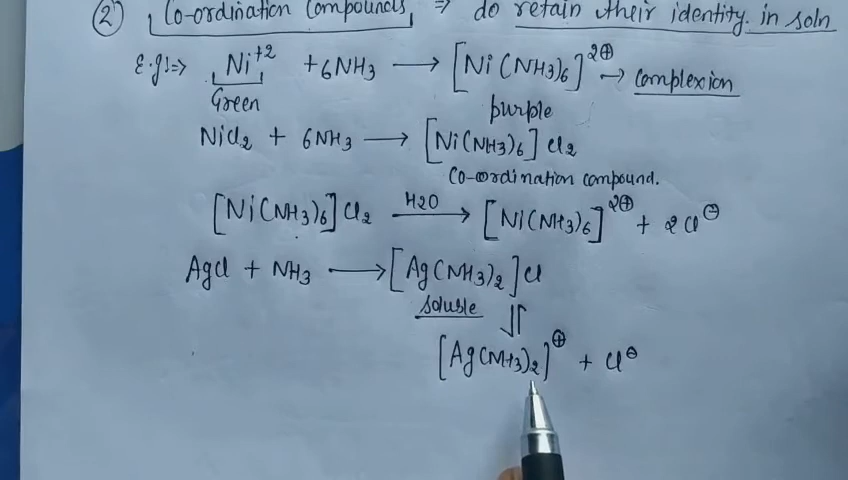 ② Co-ordination Compounds, ⇒ do retain their identity. in soln
E.g!⇒ Ni⁺² + 6NH3 ⟶ [Ni(NH3)6]²⊕ → Complexion
Green purple
NiCl2 + 6NH3 ⟶ [Ni(NH3)6]Cl2
Co-ordination compound.
[Ni(NH3)6]Cl2 H2O ⟶ [Ni(NH3)6]²⊕ + 2Cl⊖
AgCl + NH3 ⟶ [Ag(NH3)2]Cl
soluble ⇌
[Ag(NH3)2]⊕ + Cl⊖